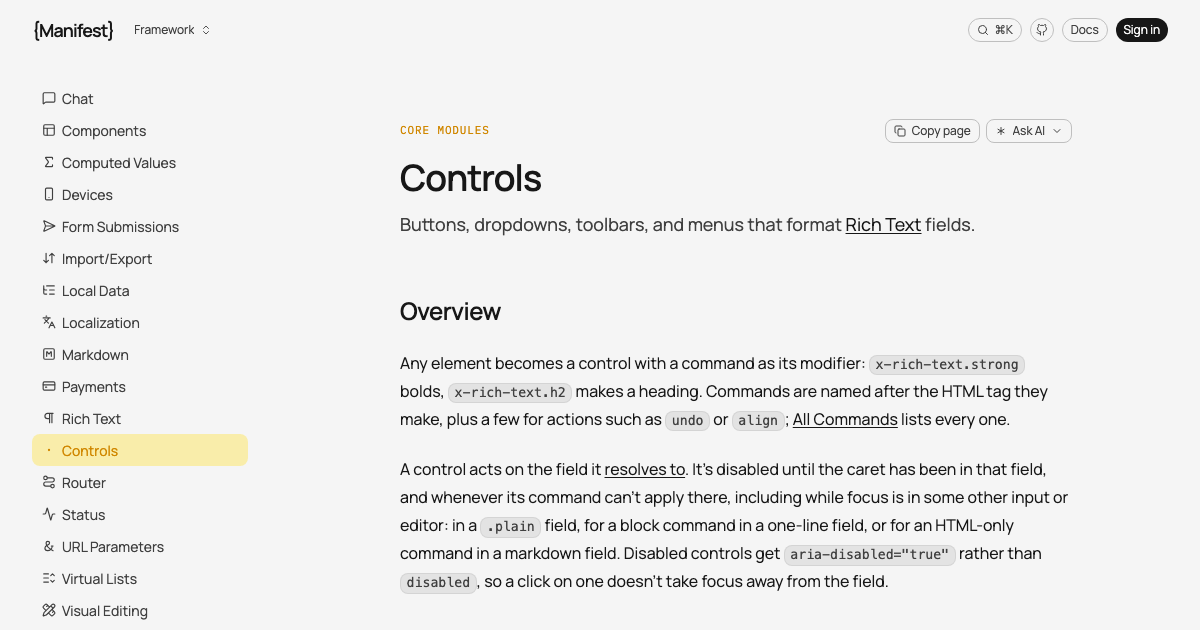 {Manifest}
Framework
⌘K
Docs
Sign in
Chat
Components
Computed Values
Devices
Form Submissions
Import/Export
Local Data
Localization
Markdown
Payments
Rich Text
Controls
Router
Status
URL Parameters
Virtual Lists
Visual Editing
CORE MODULES
Copy page
Ask AI
Controls
Buttons, dropdowns, toolbars, and menus that format Rich Text fields.
Overview
Any element becomes a control with a command as its modifier: x-rich-text.strong
bolds, x-rich-text.h2 makes a heading. Commands are named after the HTML tag they
make, plus a few for actions such as undo or align; All Commands lists every one.
A control acts on the field it resolves to. It's disabled until the caret has been in that field,
and whenever its command can't apply there, including while focus is in some other input or
editor: in a .plain field, for a block command in a one-line field, or for an HTML-only
command in a markdown field. Disabled controls get aria-disabled="true" rather than
disabled, so a click on one doesn't take focus away from the field.